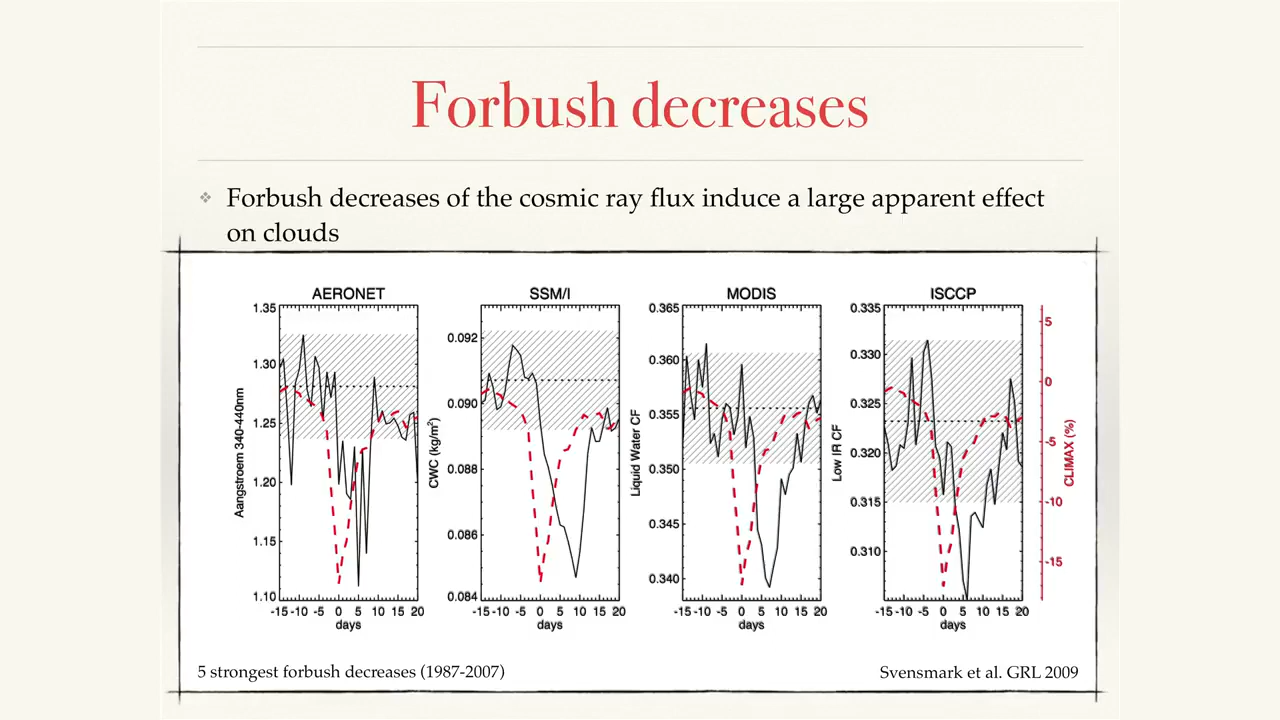 Forbush decreases
❖ Forbush decreases of the cosmic ray flux induce a large apparent effect
on clouds
AERONET
1.35
1.30
1.25
1.20
1.15
1.10
Aangstroem 340-440nm
-15 -10 -5 0 5 10 15 20
days
SSM/I
0.092
0.090
0.088
0.086
0.084
CWC (kg/m²)
-15 -10 -5 0 5 10 15 20
days
MODIS
0.365
0.360
0.355
0.350
0.345
0.340
Liquid Water CF
-15 -10 -5 0 5 10 15 20
days
ISCCP
0.335
0.330
0.325
0.320
0.315
0.310
Low IR CF
-15 -10 -5 0 5 10 15 20
days
5
0
-5
-10
-15
CLIMAX (%)
5 strongest forbush decreases (1987-2007)
Svensmark et al. GRL 2009